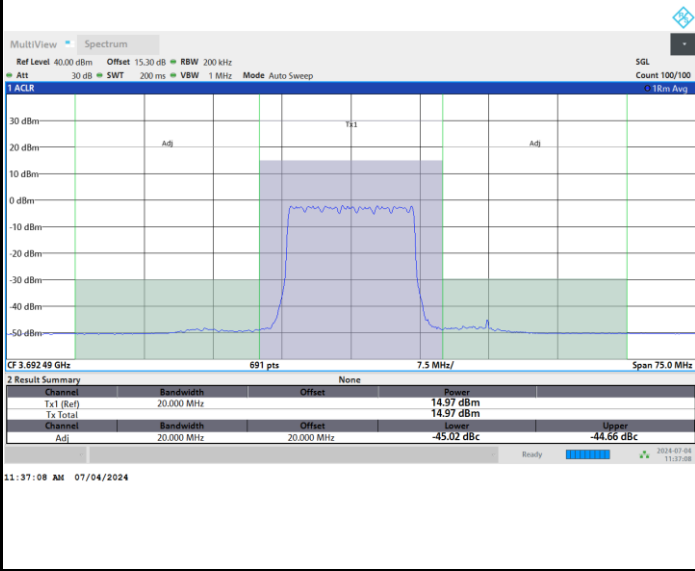 MultiView Spectrum
Ref Level 40.00 dBm Offset 15.30 dB RBW 200 kHz SGL
Att 30 dB SWT 200 ms VBW 1 MHz Mode Auto Sweep Count 100/100
1 ACLR 1Rm Avg
30 dBm
Tx1
20 dBm
Adj Adj
10 dBm
0 dBm
-10 dBm
-20 dBm
-30 dBm
-40 dBm
-50 dBm
CF 3.692 49 GHz 691 pts 7.5 MHz/ Span 75.0 MHz
2 Result Summary None
Channel Bandwidth Offset Power
Tx1 (Ref) 20.000 MHz 14.97 dBm
Tx Total 14.97 dBm
Channel Bandwidth Offset Lower Upper
Adj 20.000 MHz 20.000 MHz -45.02 dBc -44.66 dBc
Ready 2024-07-04
11:37:08
11:37:08 AM 07/04/2024